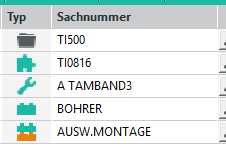 Typ Sachnummer
TI500
TI0816
A TAMBAND3
BOHRER
AUSW.MONTAGE